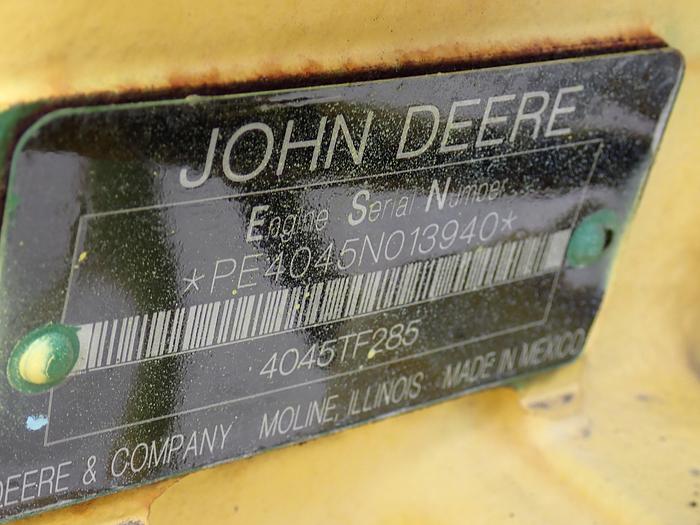 JOHN DEERE
Engine Serial Number
*PE4045N013940*
4045TF285
DEERE & COMPANY MOLINE, ILLINOIS MADE IN MEXICO